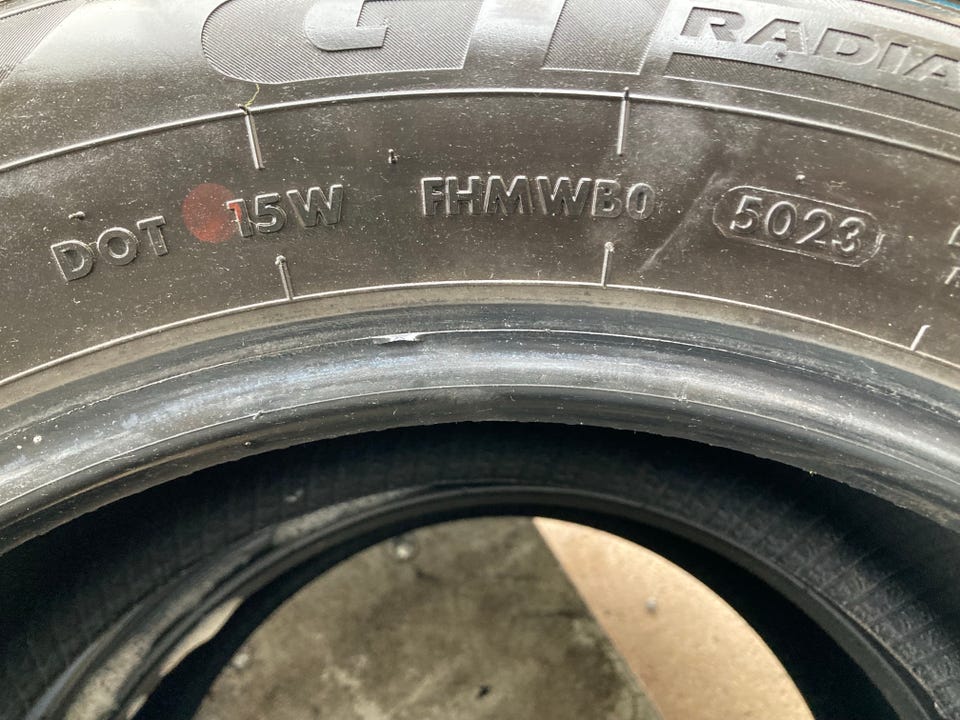 GT RADIA
DOT 15W FHMWB0 5023